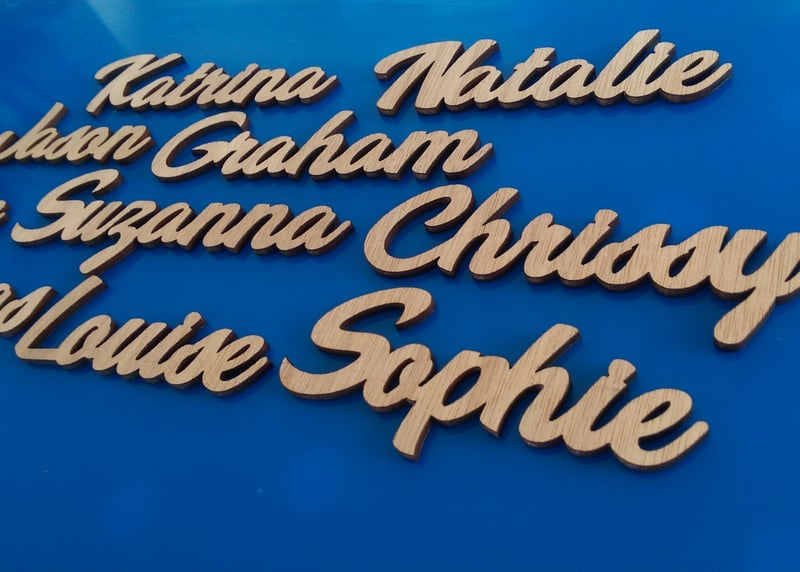 Katrina Natalie
Graham
Suzanna Chrissy
Louise Sophie